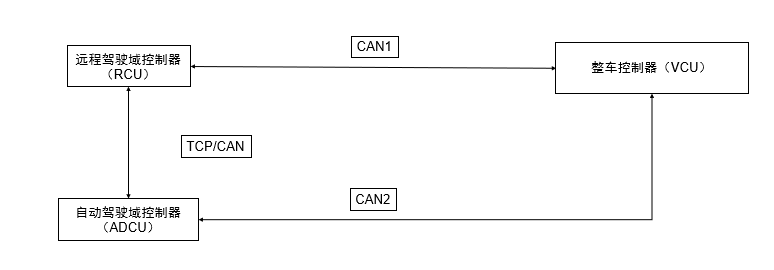 CAN1
远程驾驶域控制器
（RCU）
整车控制器（VCU）
TCP/CAN
CAN2
自动驾驶域控制器
（ADCU）